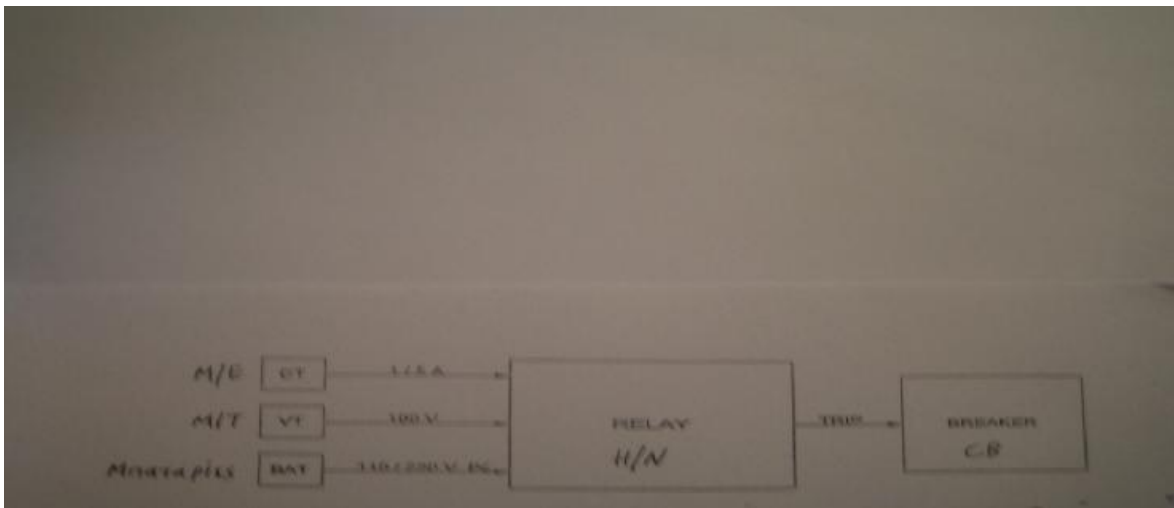 Μ/Ε CT 1/5 A
Μ/Τ VT 100 V RELAY TRIP BREAKER
Η/Ν CB
Μπαταρίες BAT 110/220 V DC